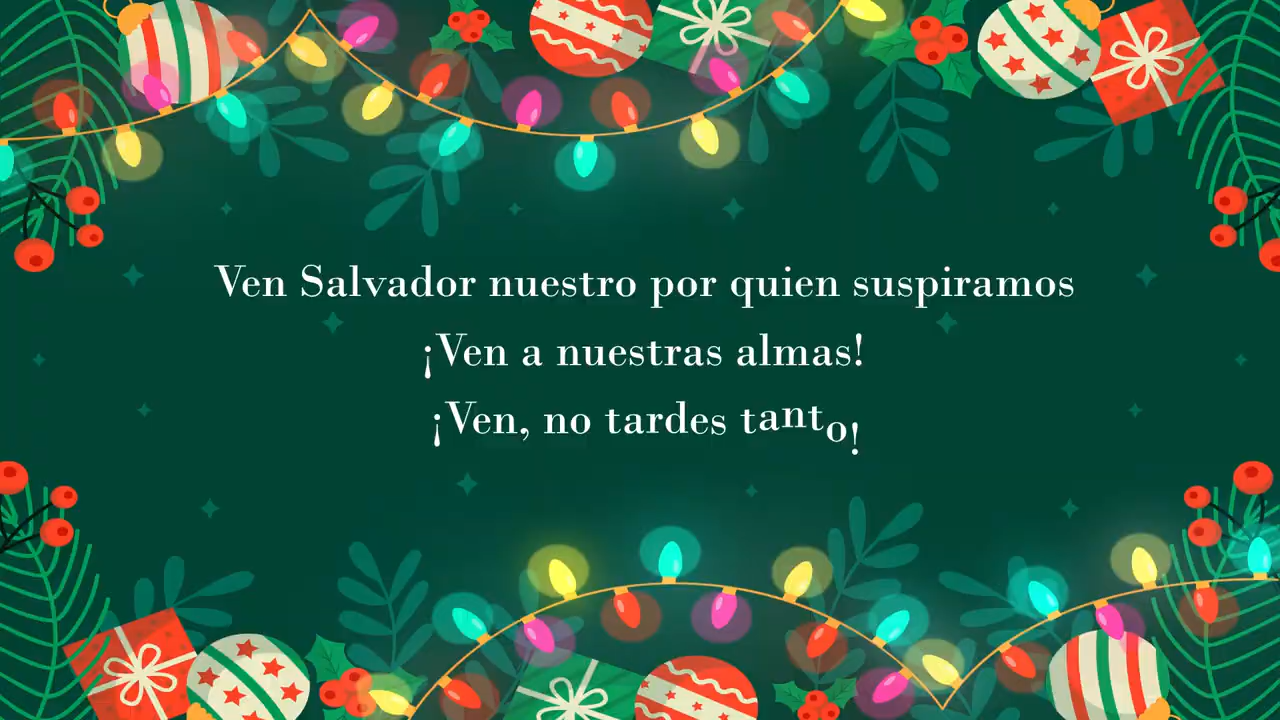 Ven Salvador nuestro por quien suspiramos
¡Ven a nuestras almas!
¡Ven, no tardes tanto!